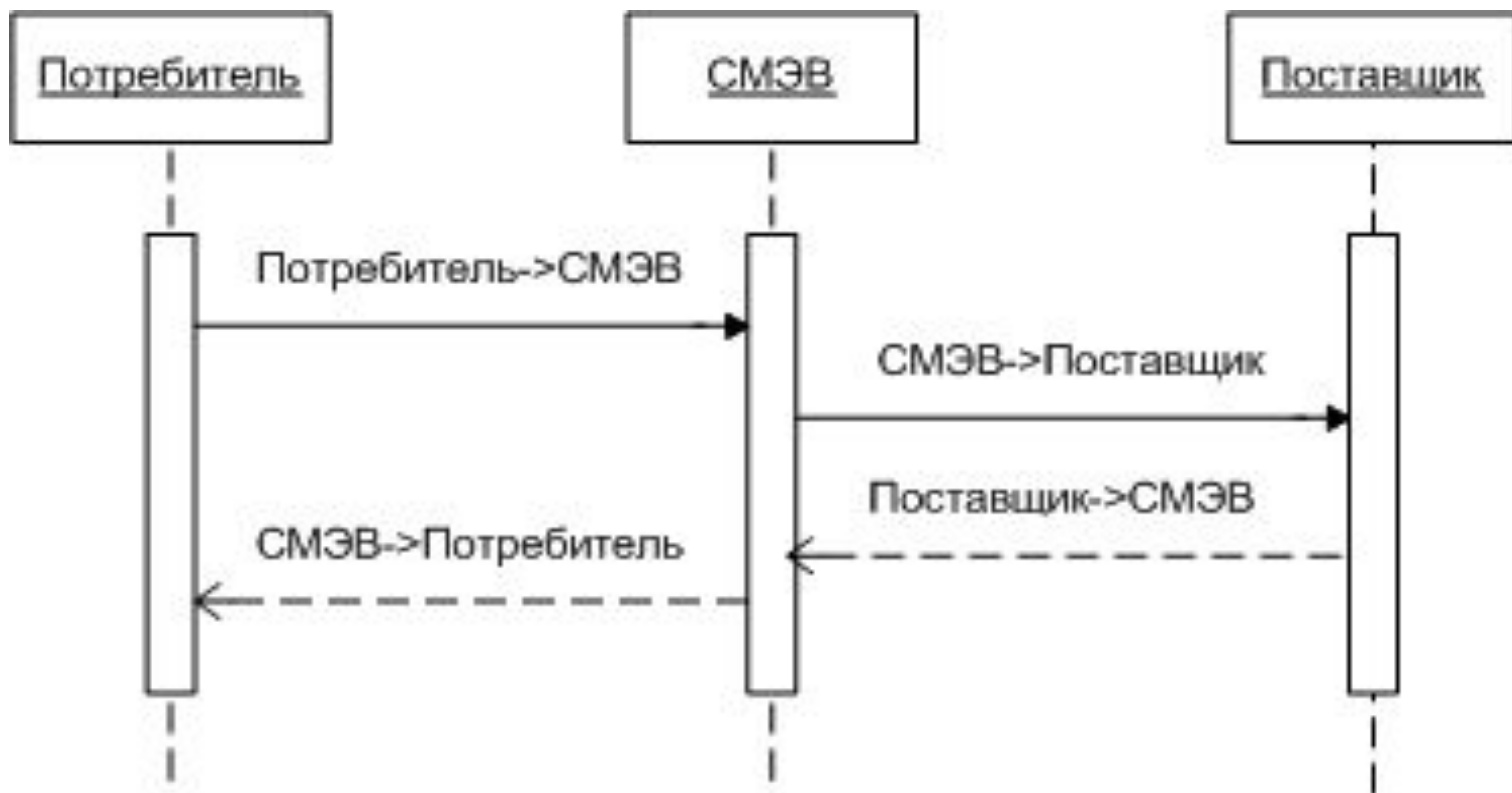 Потребитель
СМЭВ
Поставщик
Потребитель->СМЭВ
СМЭВ->Поставщик
Поставщик->СМЭВ
СМЭВ->Потребитель